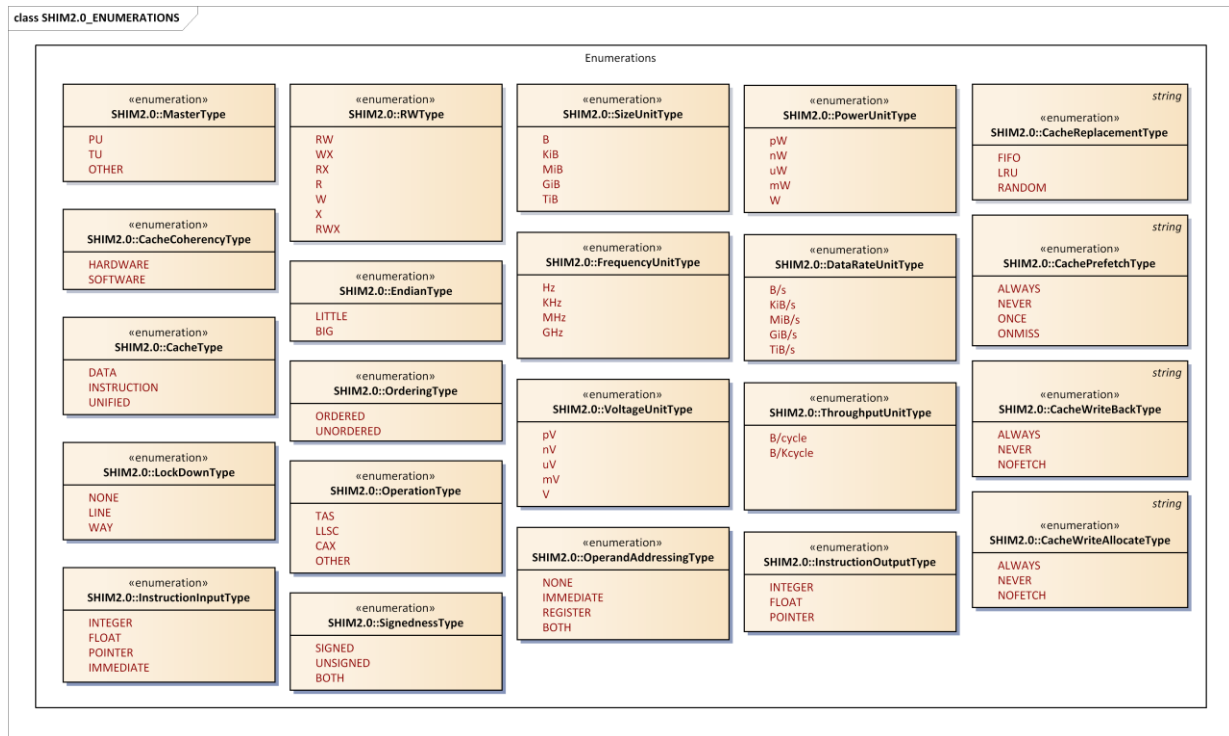 class SHIM2.0_ENUMERATIONS
Enumerations
«enumeration»
SHIM2.0::MasterType
PU
TU
OTHER
«enumeration»
SHIM2.0::CacheCoherencyType
HARDWARE
SOFTWARE
«enumeration»
SHIM2.0::CacheType
DATA
INSTRUCTION
UNIFIED
«enumeration»
SHIM2.0::LockDownType
NONE
LINE
WAY
«enumeration»
SHIM2.0::InstructionInputType
INTEGER
FLOAT
POINTER
IMMEDIATE
«enumeration»
SHIM2.0::RWType
RW
WX
RX
R
W
X
RWX
«enumeration»
SHIM2.0::EndianType
LITTLE
BIG
«enumeration»
SHIM2.0::OrderingType
ORDERED
UNORDERED
«enumeration»
SHIM2.0::OperationType
TAS
LLSC
CAX
OTHER
«enumeration»
SHIM2.0::SignednessType
SIGNED
UNSIGNED
BOTH
«enumeration»
SHIM2.0::SizeUnitType
B
KiB
MiB
GiB
TiB
«enumeration»
SHIM2.0::FrequencyUnitType
Hz
KHz
MHz
GHz
«enumeration»
SHIM2.0::VoltageUnitType
pV
nV
uV
mV
V
«enumeration»
SHIM2.0::OperandAddressingType
NONE
IMMEDIATE
REGISTER
BOTH
«enumeration»
SHIM2.0::PowerUnitType
pW
nW
uW
mW
W
«enumeration»
SHIM2.0::DataRateUnitType
B/s
KiB/s
MiB/s
GiB/s
TiB/s
«enumeration»
SHIM2.0::ThroughputUnitType
B/cycle
B/Kcycle
«enumeration»
SHIM2.0::InstructionOutputType
INTEGER
FLOAT
POINTER
string
«enumeration»
SHIM2.0::CacheReplacementType
FIFO
LRU
RANDOM
string
«enumeration»
SHIM2.0::CachePrefetchType
ALWAYS
NEVER
ONCE
ONMISS
string
«enumeration»
SHIM2.0::CacheWriteBackType
ALWAYS
NEVER
NOFETCH
string
«enumeration»
SHIM2.0::CacheWriteAllocateType
ALWAYS
NEVER
NOFETCH